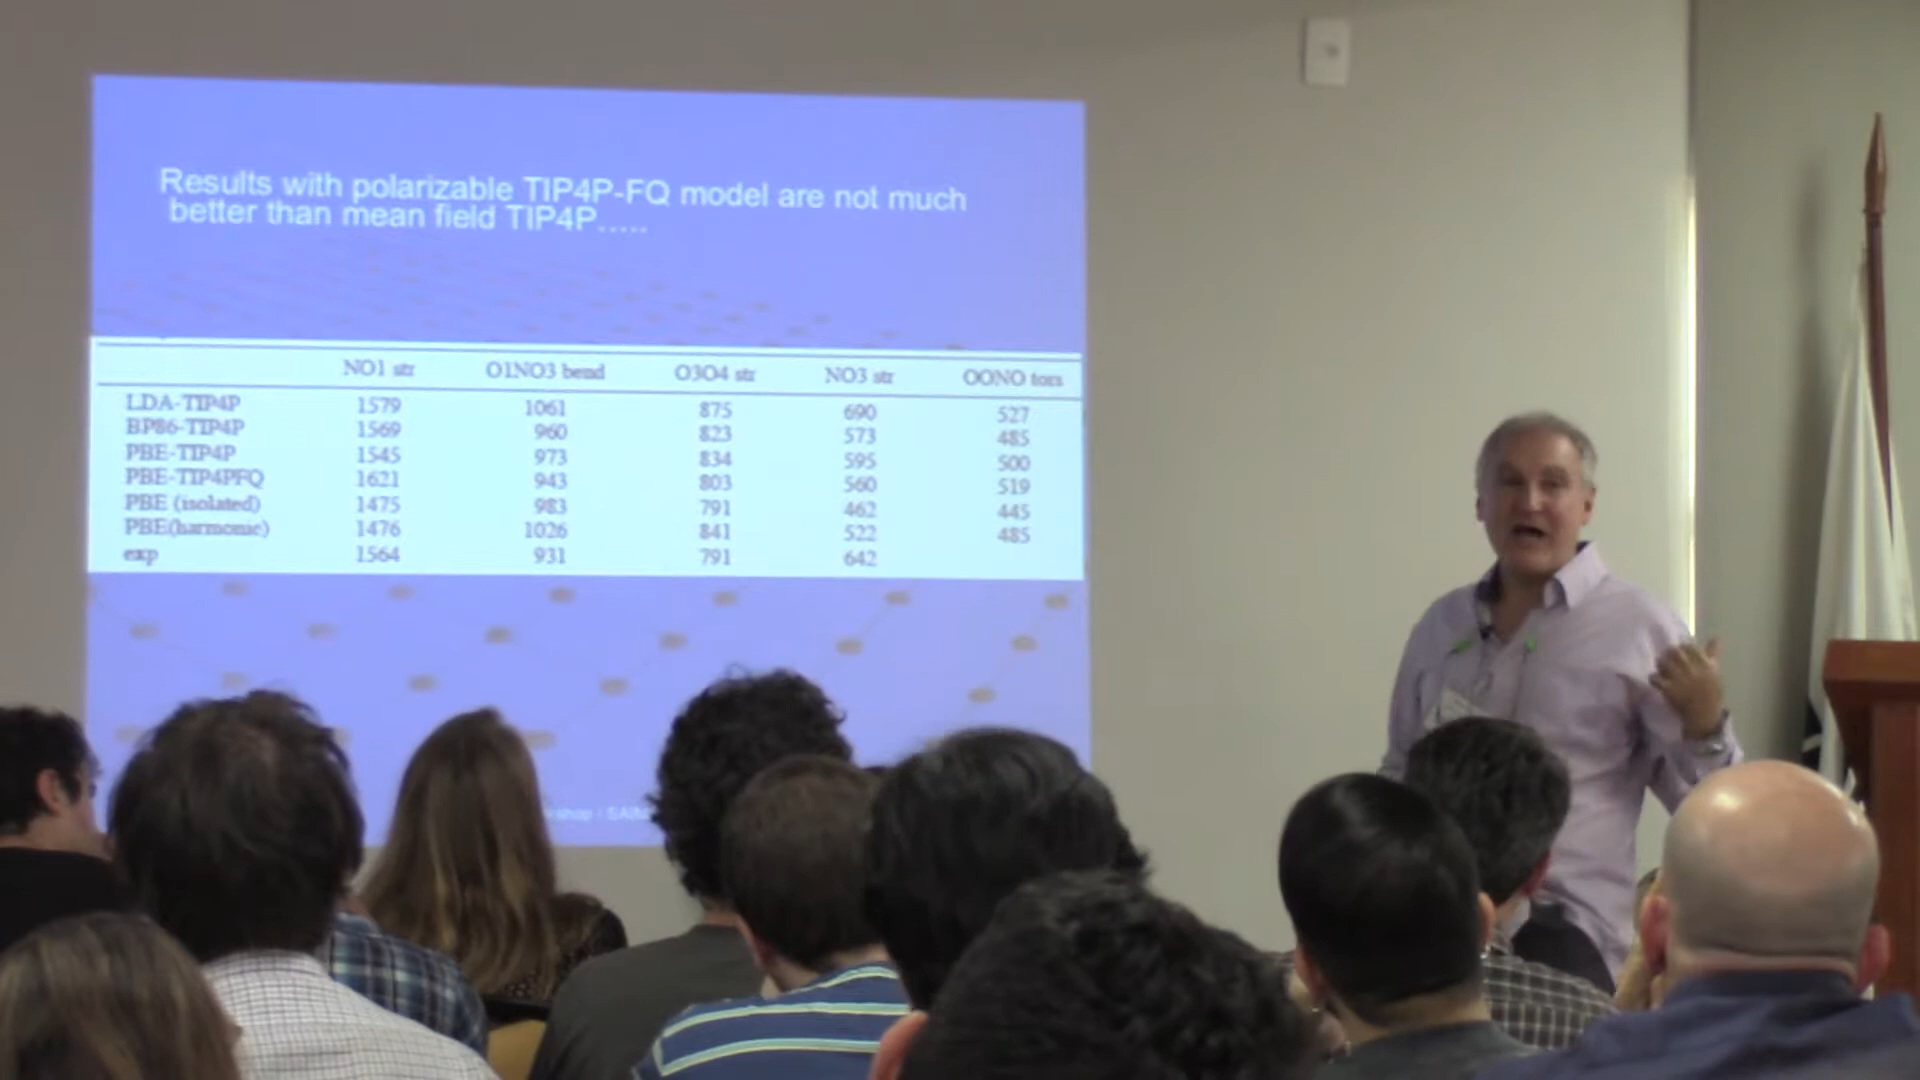 Results with polarizable TIP4P-FQ model are not much
better than mean field TIP4P.....
NO1 str O1NO3 bend O3O4 str NO3 str OONO tors
LDA-TIP4P 1579 1061 875 690 527
BP86-TIP4P 1569 960 823 573 485
PBE-TIP4P 1545 973 834 595 500
PBE-TIP4PFQ 1621 943 803 560 519
PBE (isolated) 1475 983 791 462 445
PBE(harmonic) 1476 1026 841 522 485
exp 1564 931 791 642